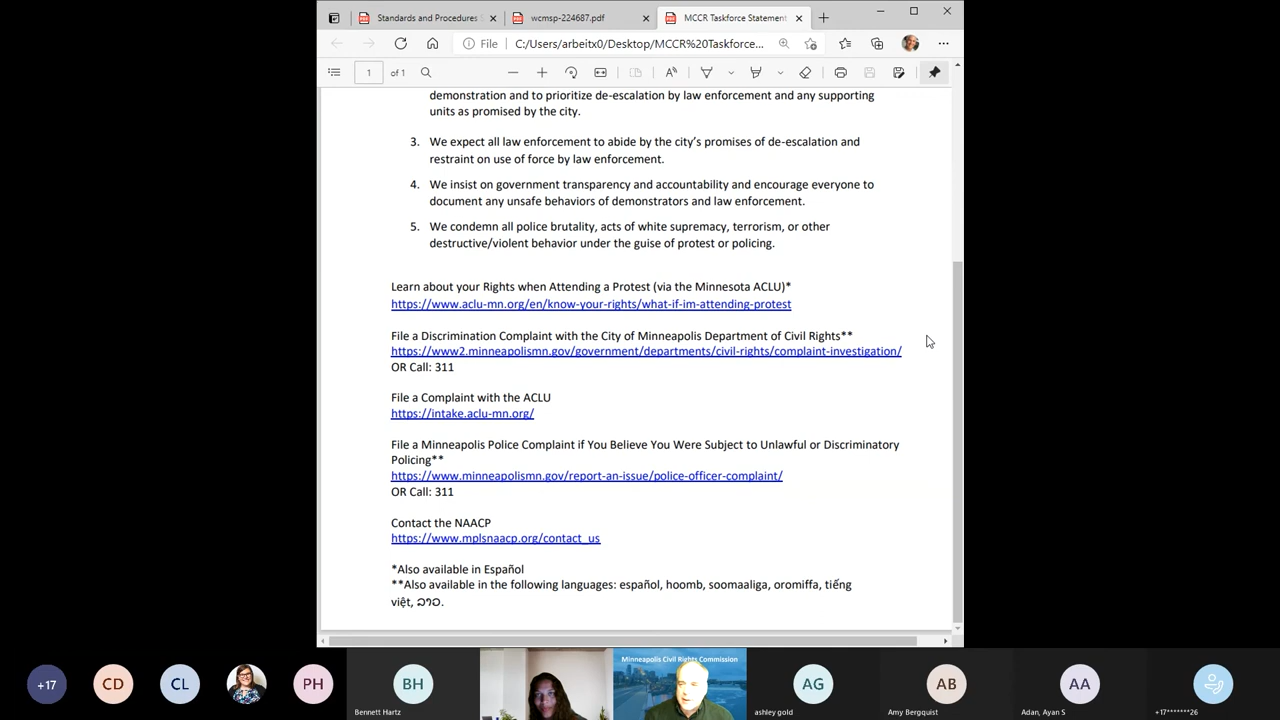 Standards and Procedures
wcmsp-224687.pdf
MCCR Taskforce Statement
File
C:/Users/arbeitx0/Desktop/MCCR%20Taskforce...
1
of 1
demonstration and to prioritize de-escalation by law enforcement and any supporting
units as promised by the city.
3. We expect all law enforcement to abide by the city's promises of de-escalation and
restraint on use of force by law enforcement.
4. We insist on government transparency and accountability and encourage everyone to
document any unsafe behaviors of demonstrators and law enforcement.
5. We condemn all police brutality, acts of white supremacy, terrorism, or other
destructive/violent behavior under the guise of protest or policing.
Learn about your Rights when Attending a Protest (via the Minnesota ACLU)*
https://www.aclu-mn.org/en/know-your-rights/what-if-im-attending-protest
File a Discrimination Complaint with the City of Minneapolis Department of Civil Rights**
https://www2.minneapolismn.gov/government/departments/civil-rights/complaint-investigation/
OR Call: 311
File a Complaint with the ACLU
https://intake.aclu-mn.org/
File a Minneapolis Police Complaint if You Believe You Were Subject to Unlawful or Discriminatory
Policing**
https://www.minneapolismn.gov/report-an-issue/police-officer-complaint/
OR Call: 311
Contact the NAACP
https://www.mplsnaacp.org/contact_us
*Also available in Español
**Also available in the following languages: español, hoomb, soomaaliga, oromiffa, tiếng
việt, ລາວ.
+17
CD
CL
PH
BH
Bennett Hartz
Minneapolis Civil Rights Commission
AG
ashley gold
AB
Amy Bergquist
AA
Adan, Ayan S
+17*******26